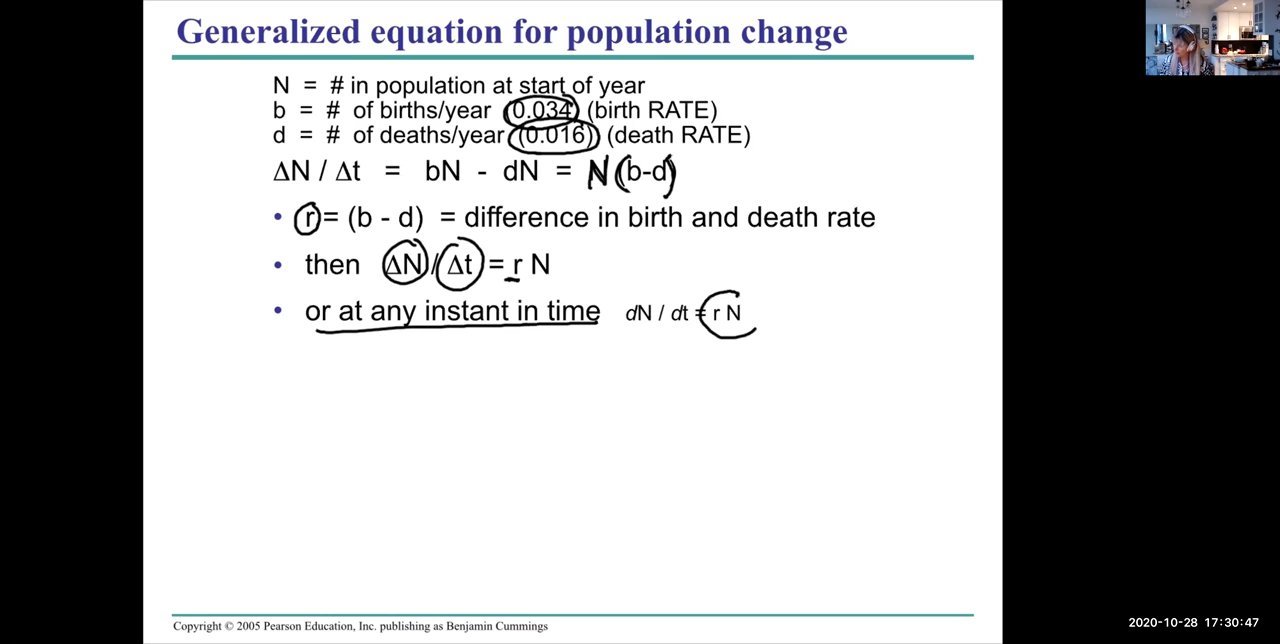 Generalized equation for population change
N = # in population at start of year
b = # of births/year (0.034) (birth RATE)
d = # of deaths/year (0.016) (death RATE)
ΔN / Δt = bN - dN = N(b-d)
• r = (b - d) = difference in birth and death rate
• then ΔN/Δt = r N
• or at any instant in time dN / dt = r N
Copyright © 2005 Pearson Education, Inc. publishing as Benjamin Cummings
2020-10-28 17:30:47